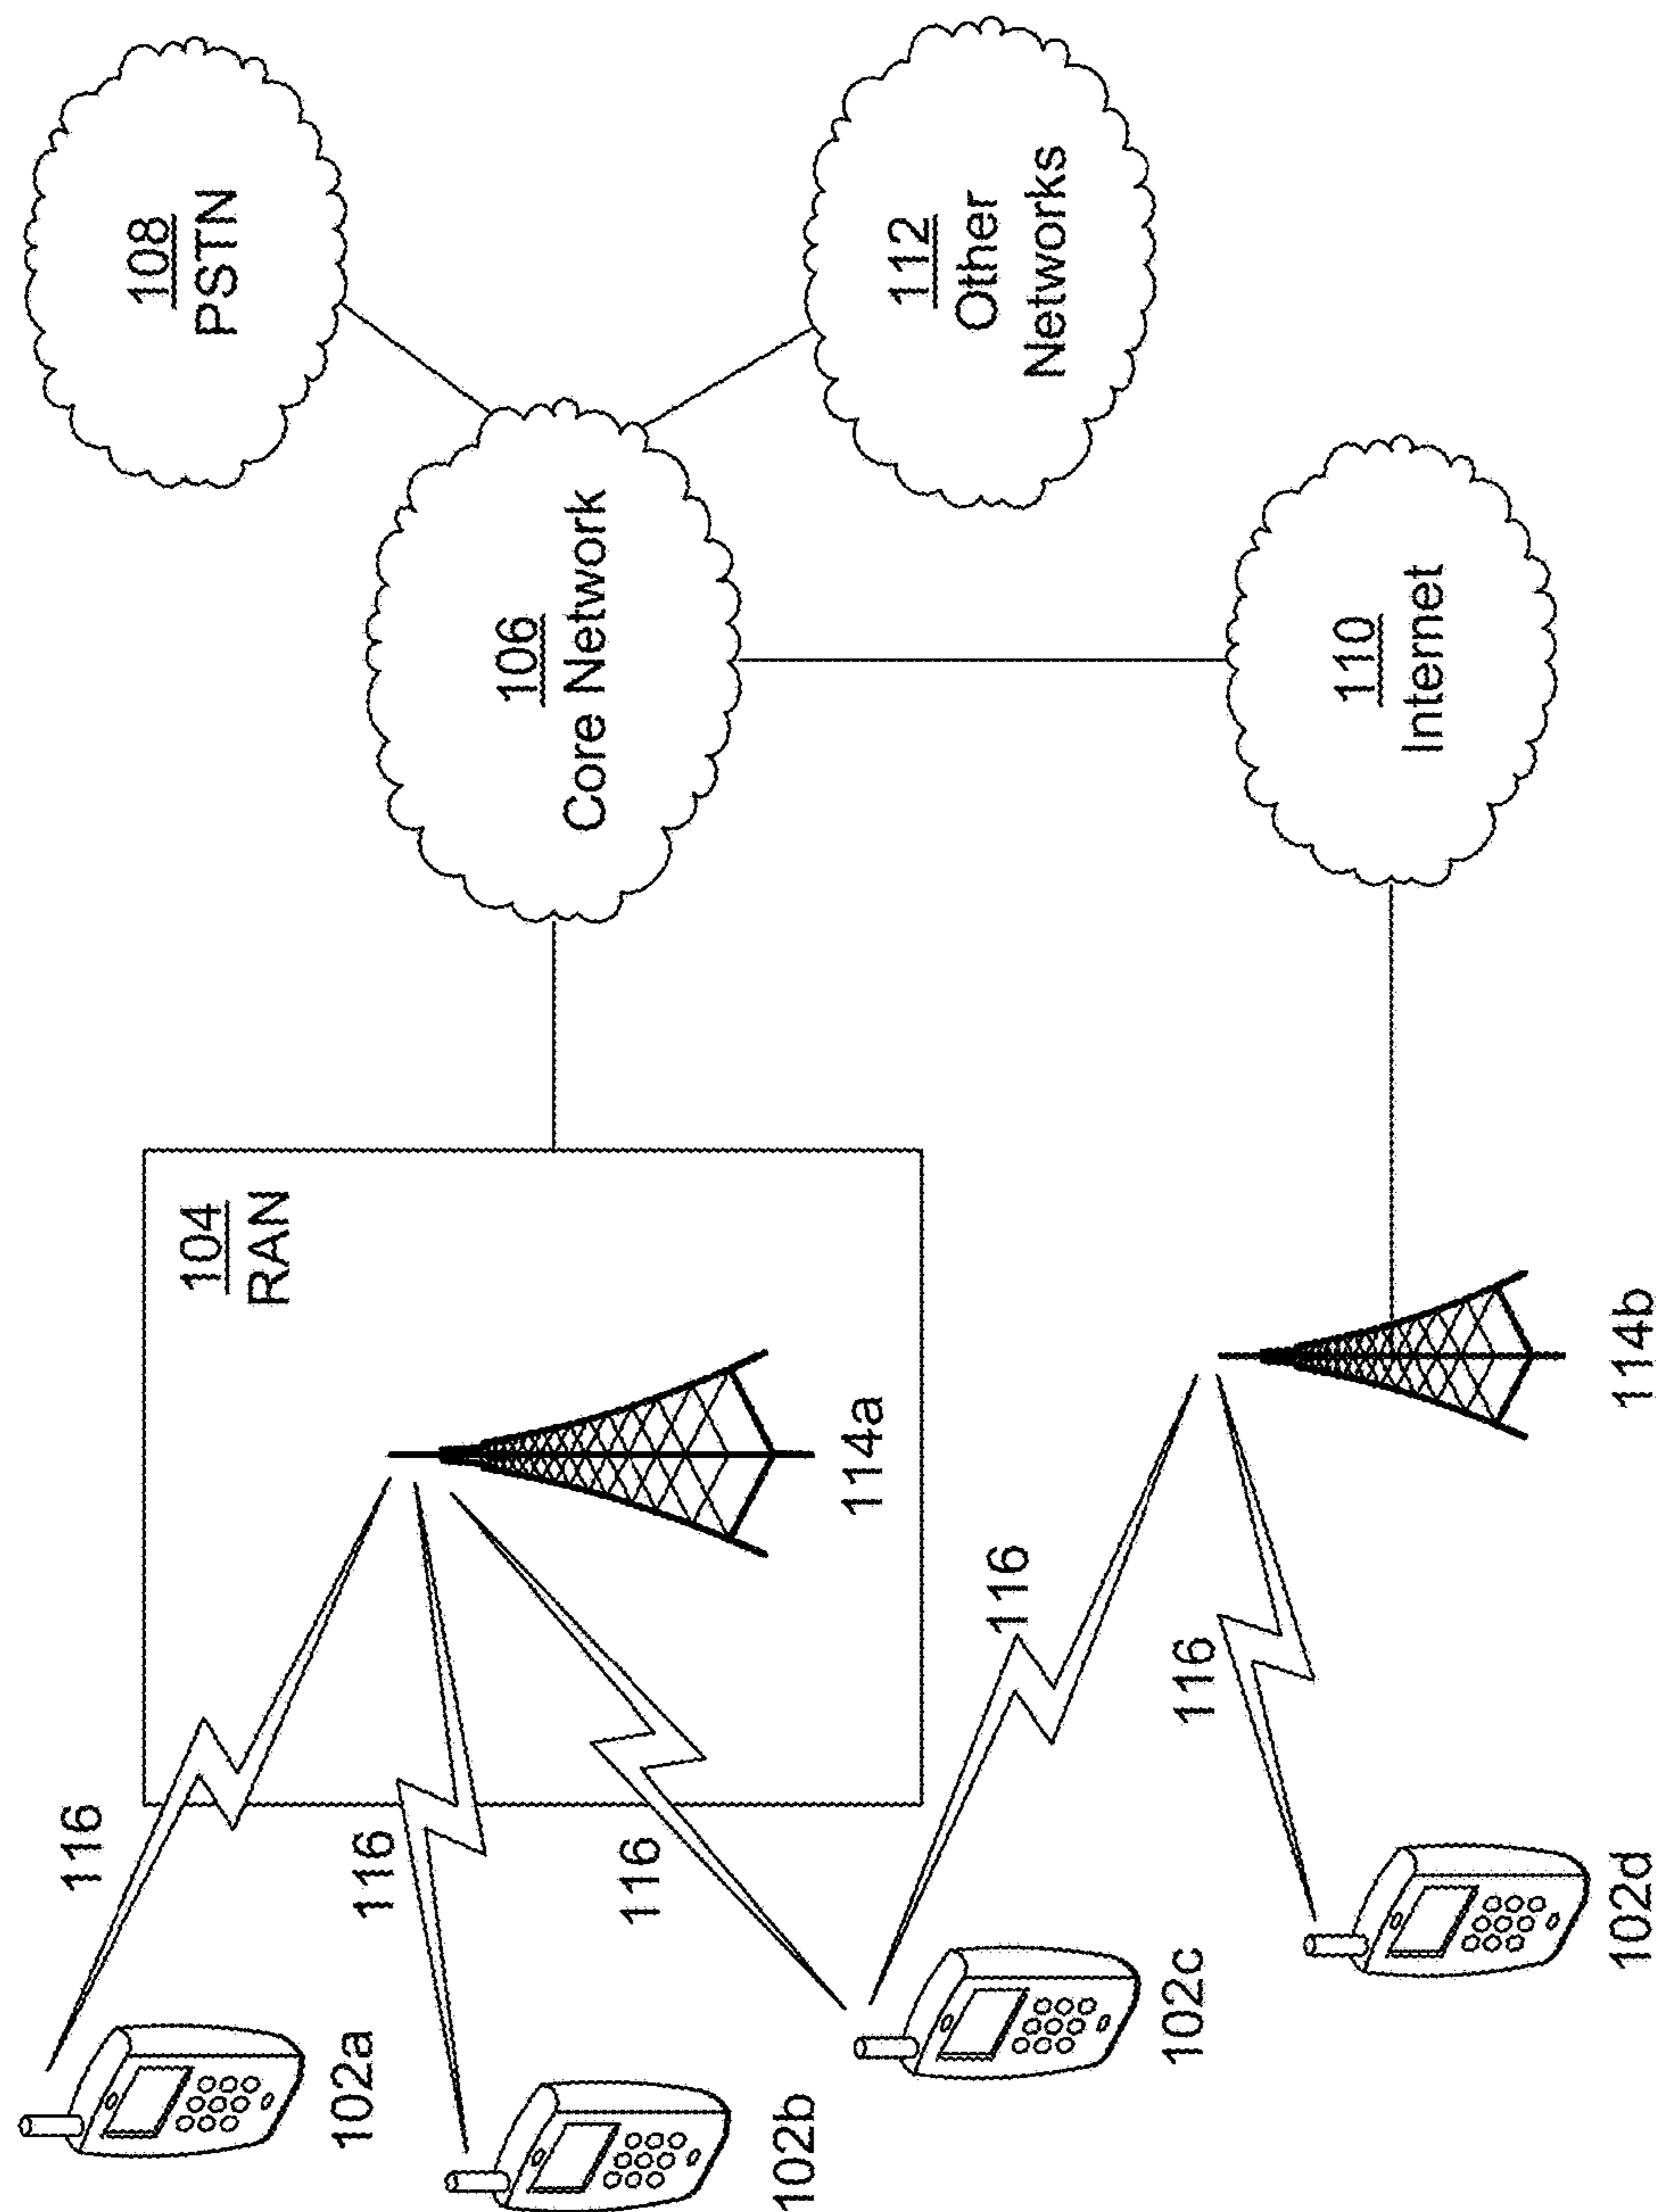 108
PSTN
106
Core Network
112
Other
Networks
110
Internet
104
RAN
114a
114b
116
116
116
116
116
102a
102b
102c
102d